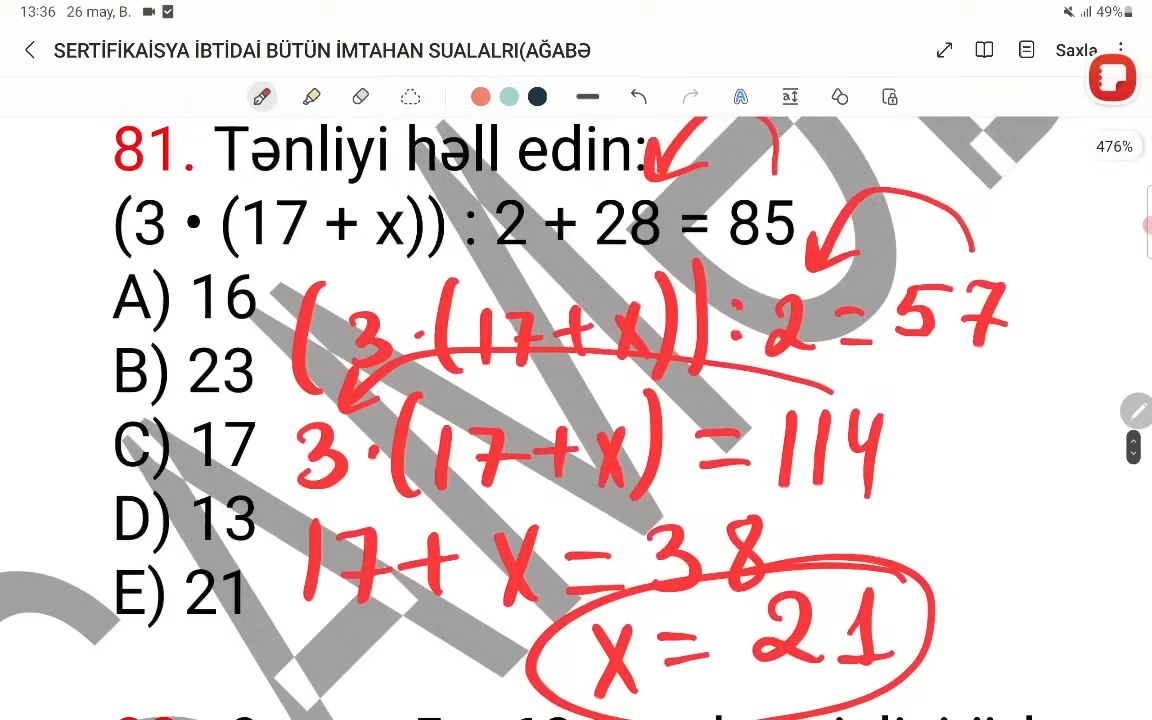 13:36 26 may, B. 49%
SERTİFİKAİSYA İBTİDAİ BÜTÜN İMTAHAN SUALALRI(AĞABƏ Saxlə
476%
81. Tənliyi həll edin:
(3 • (17 + x)) : 2 + 28 = 85
A) 16
(3·(17+x)):2=57
B) 23
C) 17
3·(17+x)=114
D) 13
17+x=38
E) 21
x=21